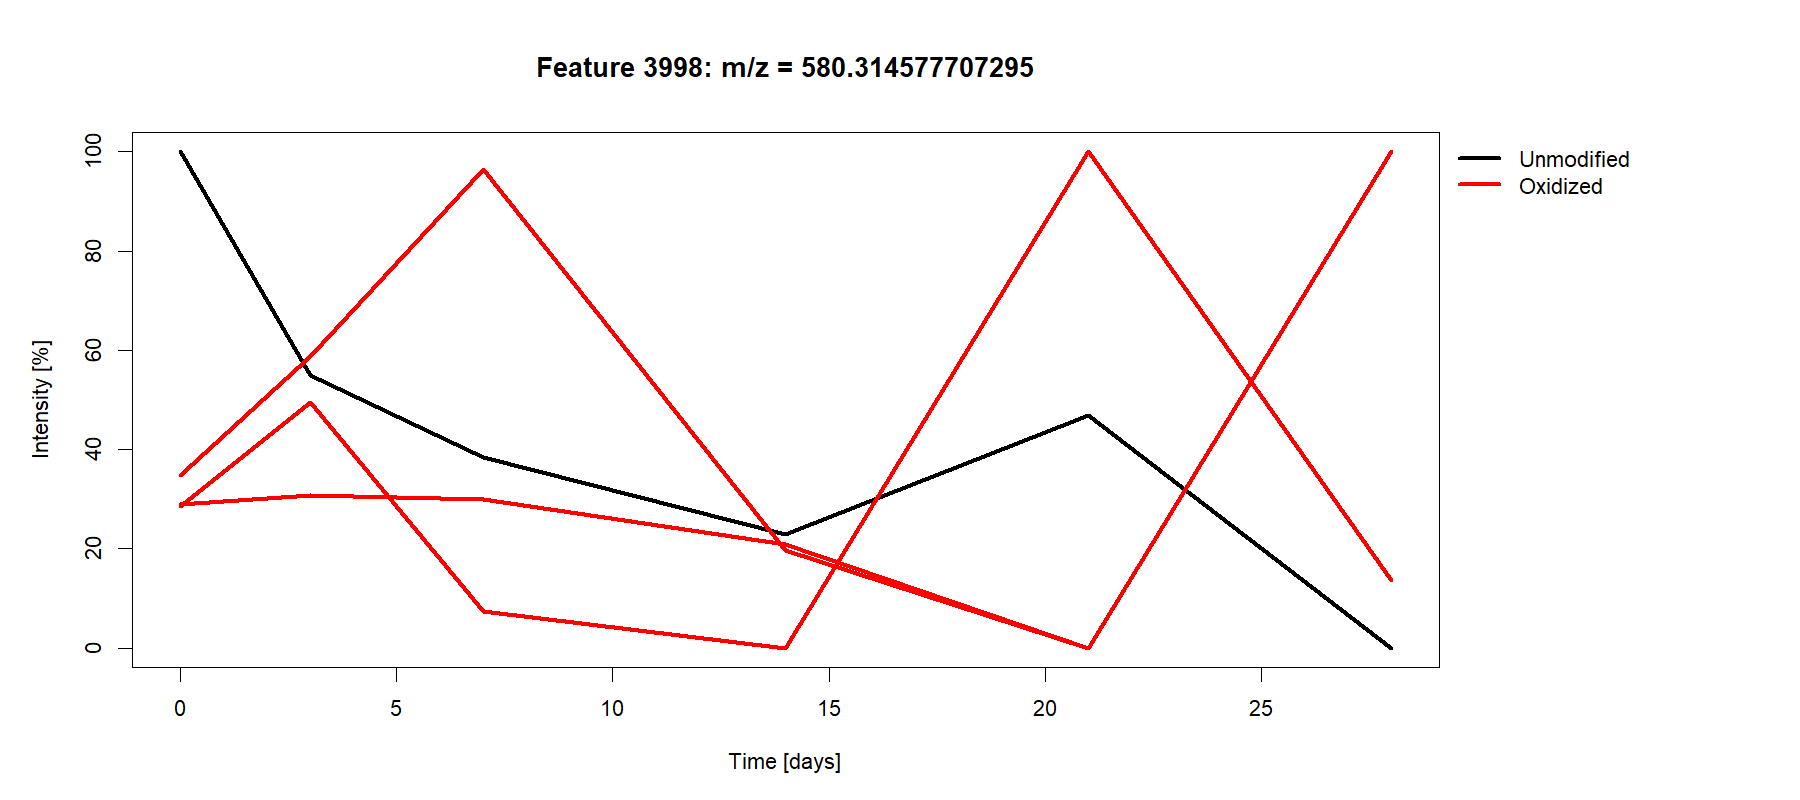 Feature 3998: m/z = 580.314577707295
Unmodified
Oxidized
Intensity [%]
100
80
60
40
20
0
0 5 10 15 20 25
Time [days]